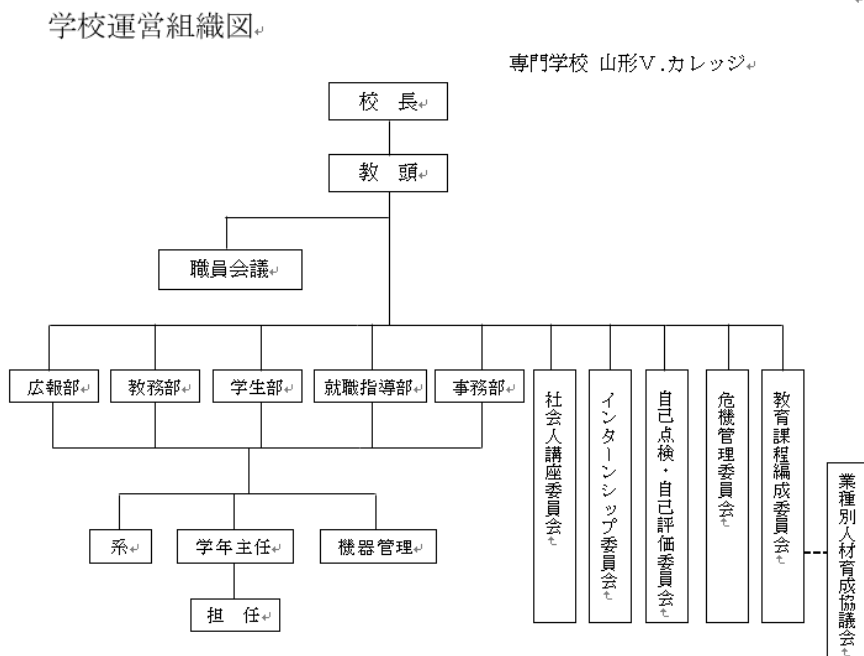 学校運営組織図
専門学校 山形V.カレッジ
校 長
教 頭
職員会議
広報部
教務部
学生部
就職指導部
事務部
社会人講座委員会
インターンシップ委員会
自己点検・自己評価委員会
危機管理委員会
教育課程編成委員会
業種別人材育成協議会
系
学年主任
機器管理
担 任